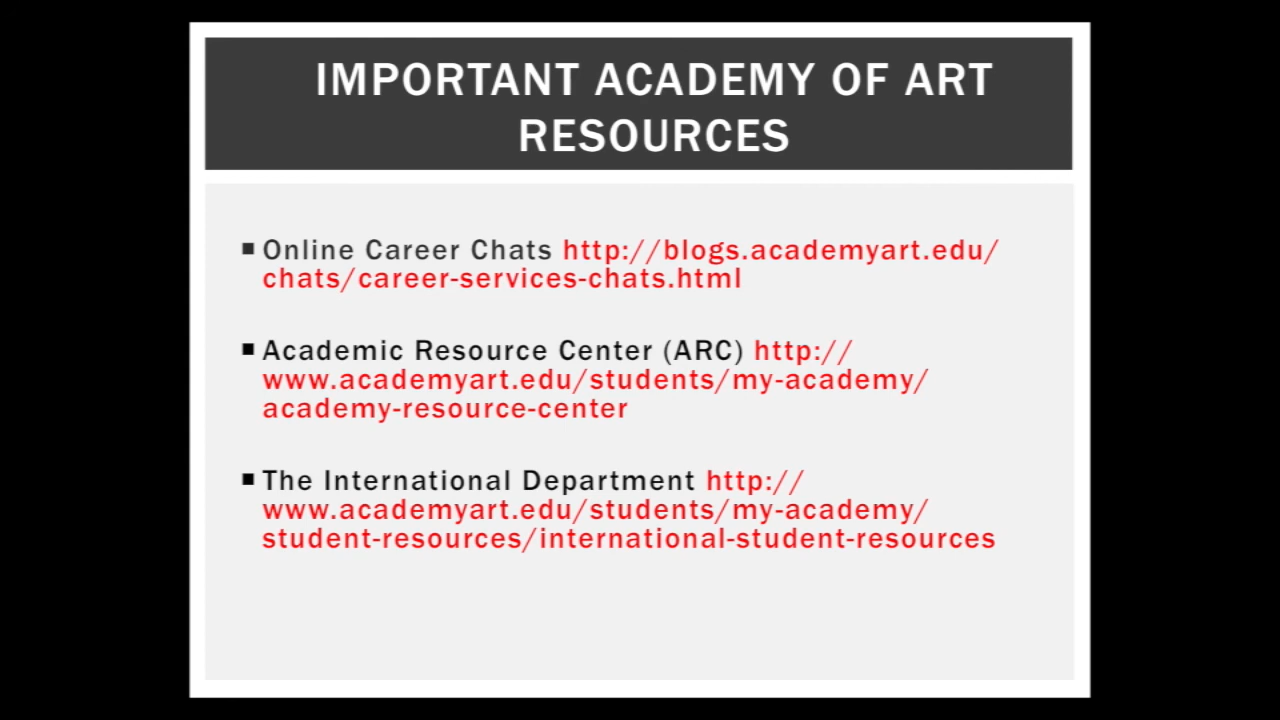 IMPORTANT ACADEMY OF ART
RESOURCES
Online Career Chats http://blogs.academyart.edu/
chats/career-services-chats.html
Academic Resource Center (ARC) http://
www.academyart.edu/students/my-academy/
academy-resource-center
The International Department http://
www.academyart.edu/students/my-academy/
student-resources/international-student-resources